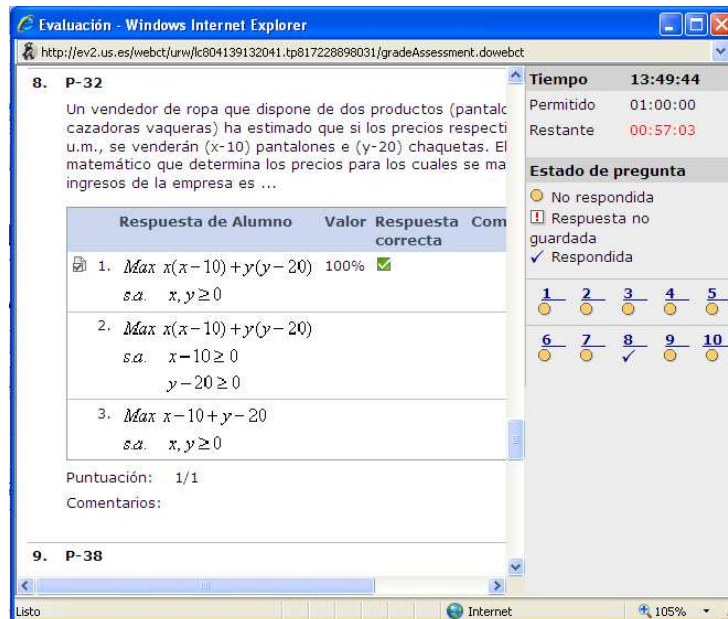 Evaluación - Windows Internet Explorer
http://ev2.us.es/webct/urw/lc804139132041.tp817228898031/gradeAssessment.dowebct
8. P-32
Un vendedor de ropa que dispone de dos productos (pantalo
cazadoras vaqueras) ha estimado que si los precios respecti
u.m., se venderán (x-10) pantalones e (y-20) chaquetas. El
matemático que determina los precios para los cuales se ma
ingresos de la empresa es ...
Respuesta de Alumno Valor Respuesta correcta Com
1. Max x(x-10)+y(y-20) 100%
s.a. x, y ≥ 0
2. Max x(x-10)+y(y-20)
s.a. x-10 ≥ 0
y-20 ≥ 0
3. Max x-10+y-20
s.a. x, y ≥ 0
Puntuación: 1/1
Comentarios:
9. P-38
Tiempo 13:49:44
Permitido 01:00:00
Restante 00:57:03
Estado de pregunta
No respondida
Respuesta no
guardada
Respondida
1 2 3 4 5
6 7 8 9 10
Listo Internet 105%